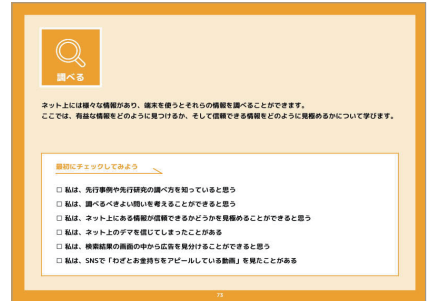 調べる
ネット上には様々な情報があり、端末を使うとそれらの情報を調べることができます。
ここでは、有益な情報をどのように見つけるか、そして信頼できる情報をどのように見極めるかについて学びます。
最初にチェックしてみよう
□ 私は、先行事例や先行研究の調べ方を知っていると思う
□ 私は、調べるべきよい問いを考えることができると思う
□ 私は、ネット上にある情報が信頼できるかどうかを見極めることができると思う
□ 私は、ネット上のデマを信じてしまったことがある
□ 私は、検索結果の画面の中から広告を見分けることができると思う
□ 私は、SNSで「わざとお金持ちをアピールしている動画」を見たことがある